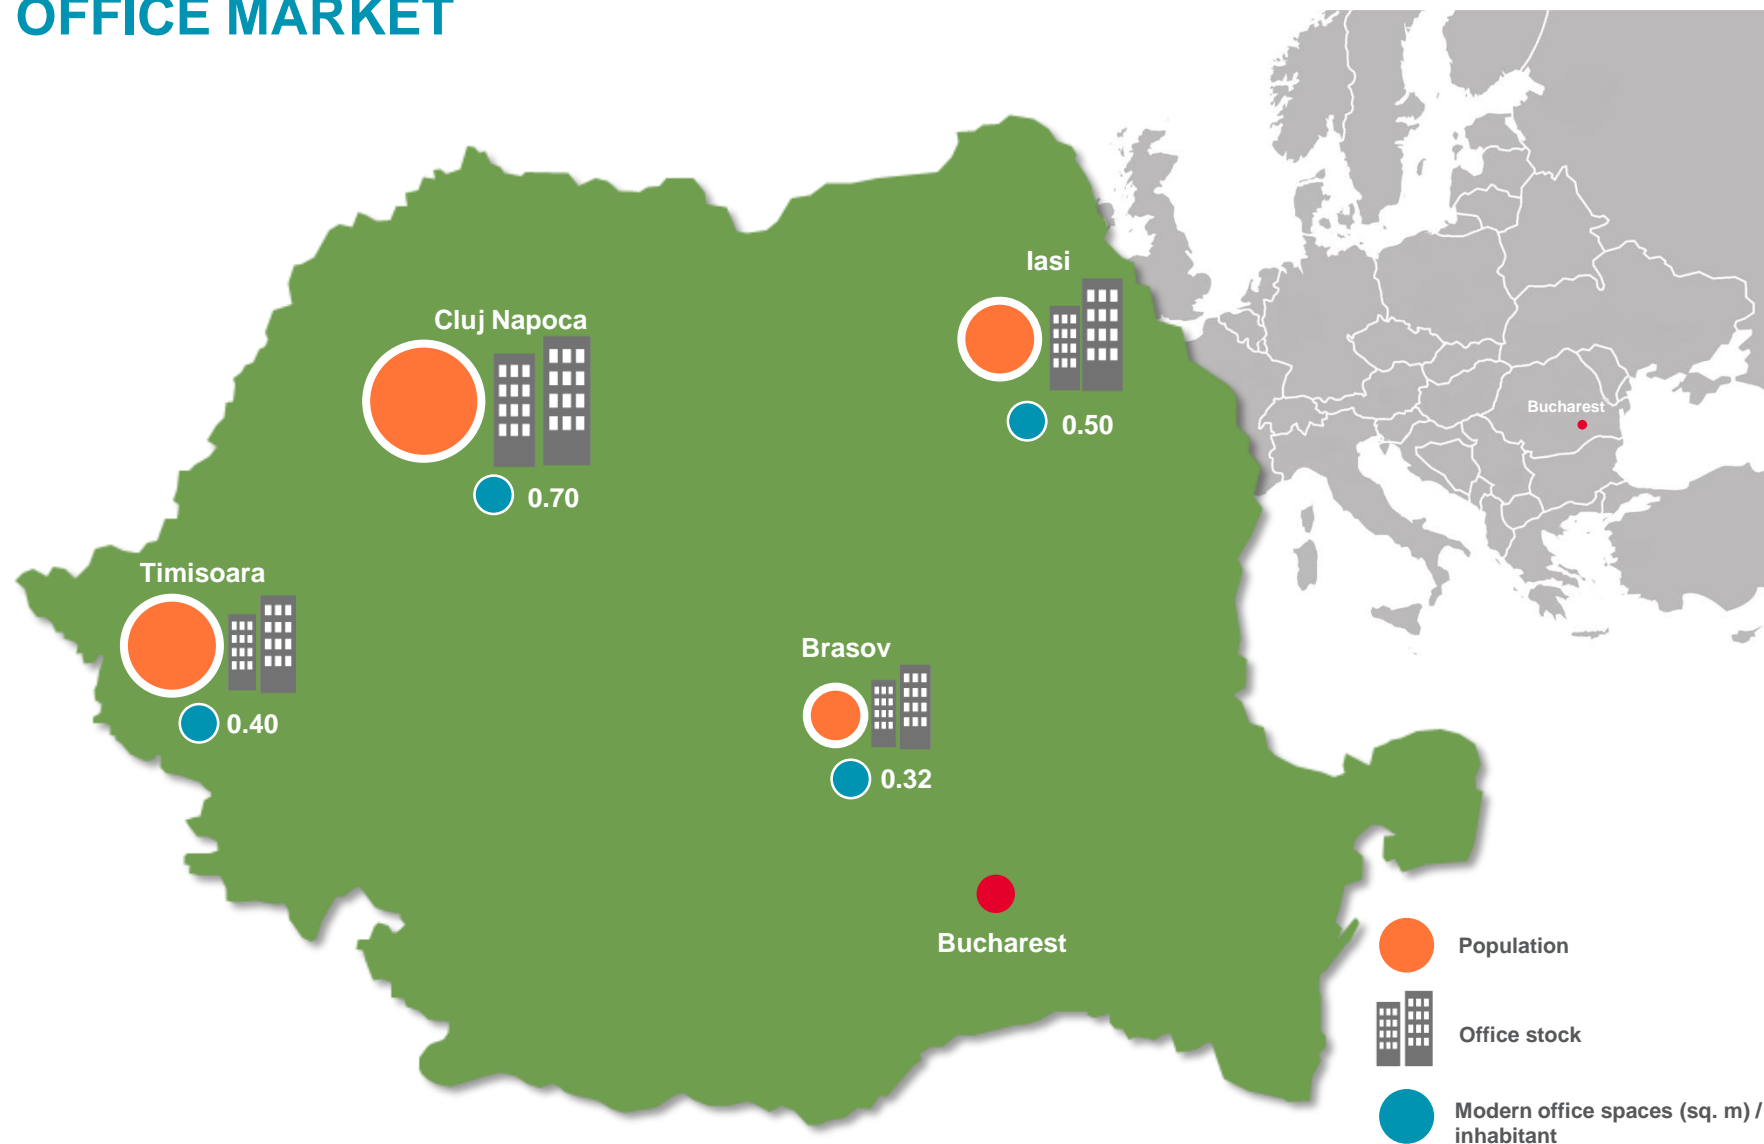 OFFICE MARKET
Iasi
0.50
Cluj Napoca
0.70
Bucharest
Timisoara
0.40
Brasov
0.32
Bucharest
Population
Office stock
Modern office spaces (sq. m) /
inhabitant